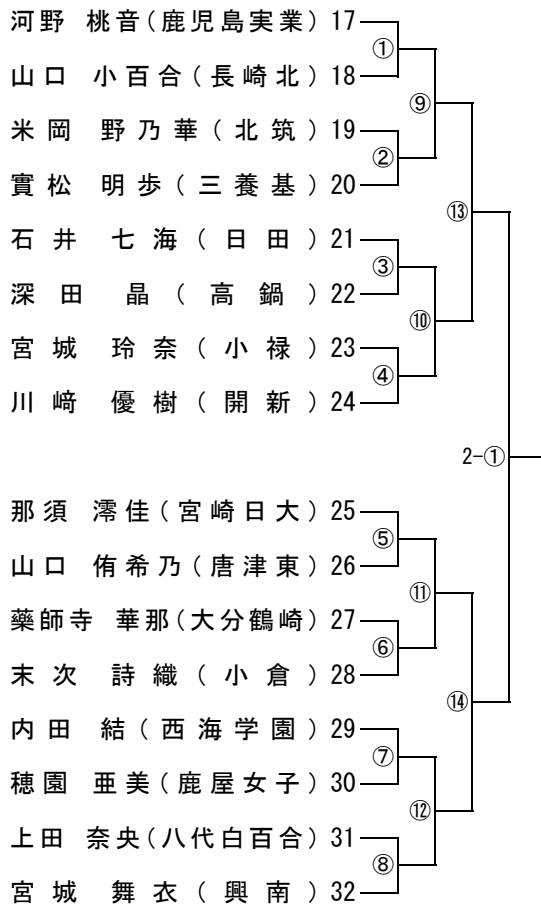 河野 桃音(鹿児島実業) 17
①
山口 小百合(長崎北) 18
⑨
米岡 野乃華(北筑) 19
②
實松 明歩(三養基) 20
⑬
石井 七海(日田) 21
③
深田 晶(高鍋) 22
⑩
宮城 玲奈(小禄) 23
④
川﨑 優樹(開新) 24
2-①
那須 澪佳(宮崎日大) 25
⑤
山口 侑希乃(唐津東) 26
⑪
藥師寺 華那(大分鶴崎) 27
⑥
末次 詩織(小倉) 28
⑭
内田 結(西海学園) 29
⑦
穂園 亜美(鹿屋女子) 30
⑫
上田 奈央(八代白百合) 31
⑧
宮城 舞衣(興南) 32